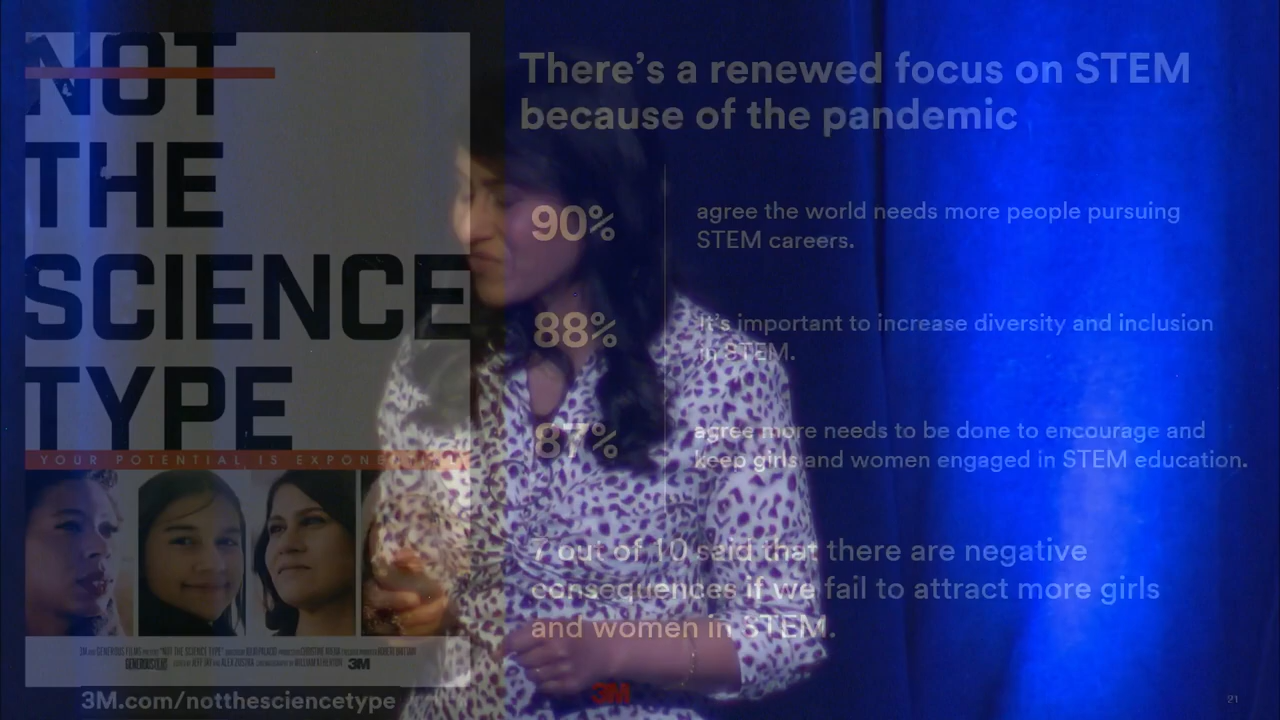 NOT
THE
SCIENCE
TYPE
YOUR POTENTIAL IS
3M
3M.com/notthesciencetype
There's a renewed focus on STEM
because of the pandemic
90%
agree the world needs more people pursuing
STEM careers.
88%
It's important to increase diversity and inclusion
in STEM.
87%
agree more needs to be done to encourage and
keep girls and women engaged in STEM education.
7 out of 10 said that there are negative
consequences if we fail to attract more girls
and women in STEM.
3M
21